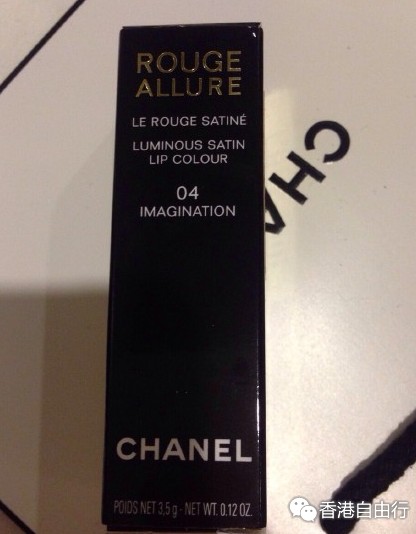 ROUGE
ALLURE
LE ROUGE SATINÉ
LUMINOUS SATIN
LIP COLOUR
04
IMAGINATION
CHANEL
POIDS NET 3,5 g - NET WT. 0.12 OZ.
CHA
香港自由行